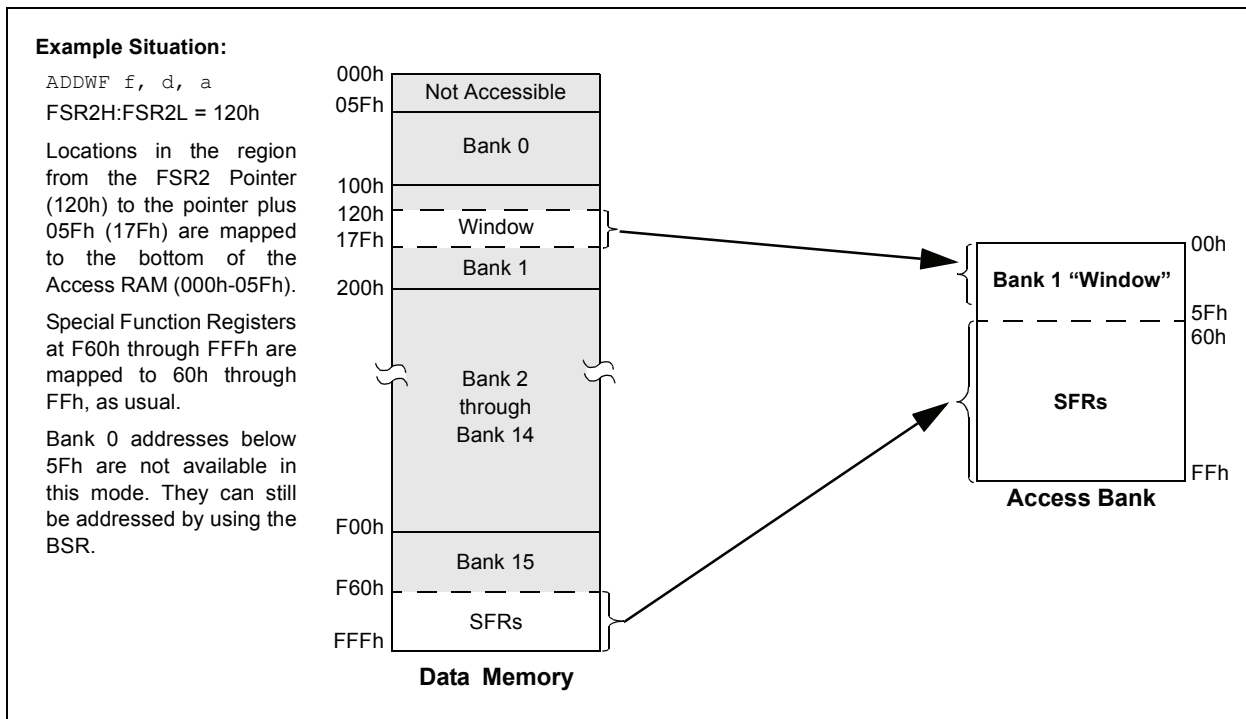 Example Situation:
ADDWF f, d, a
FSR2H:FSR2L = 120h
Locations in the region
from the FSR2 Pointer
(120h) to the pointer plus
05Fh (17Fh) are mapped
to the bottom of the
Access RAM (000h-05Fh).
Special Function Registers
at F60h through FFFh are
mapped to 60h through
FFh, as usual.
Bank 0 addresses below
5Fh are not available in
this mode. They can still
be addressed by using the
BSR.
000h
Not Accessible
05Fh
Bank 0
100h
120h
Window
17Fh
Bank 1
200h
Bank 2
through
Bank 14
F00h
Bank 15
F60h
SFRs
FFFh
Data Memory
00h
Bank 1 “Window”
5Fh
60h
SFRs
FFh
Access Bank